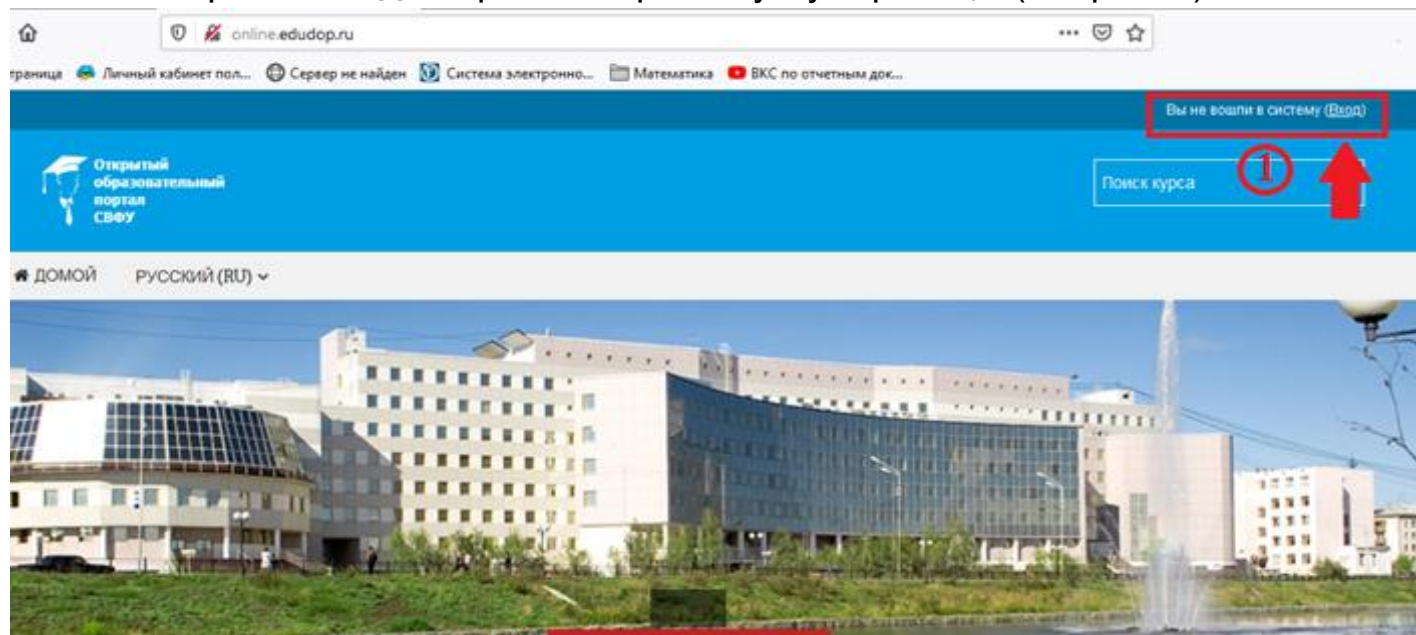 online.edudop.ru
Личный кабинет пол... Сервер не найден Система электронно... Математика ВКС по отчетным док...
Вы не вошли в систему (Вход)
Открытый
образовательный
портал
СВФУ
Поиск курса
1
ДОМОЙ РУССКИЙ (RU)